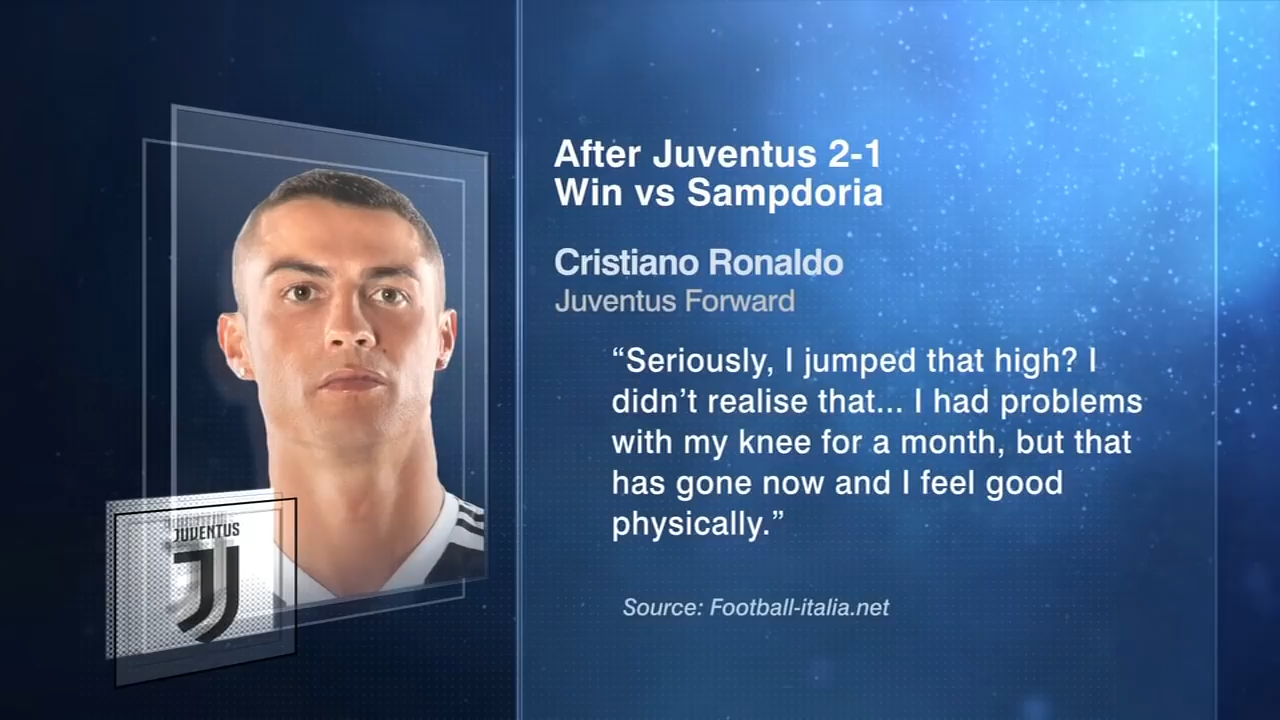 After Juventus 2-1
Win vs Sampdoria
Cristiano Ronaldo
Juventus Forward
“Seriously, I jumped that high? I
didn’t realise that... I had problems
with my knee for a month, but that
has gone now and I feel good
physically.”
Source: Football-italia.net
JUVENTUS